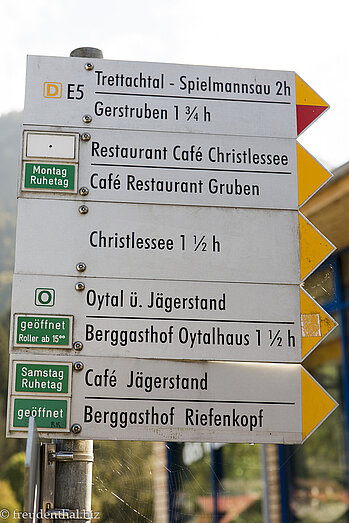 D E5
Trettachtal - Spielmannsau 2h
Gerstruben 1 ¾ h
Restaurant Café Christlessee
Montag
Ruhetag
Café Restaurant Gruben
Christlessee 1 ½ h
Oytal ü. Jägerstand
geöffnet
Roller ab 15°°
Berggasthof Oytalhaus 1 ½ h
Samstag
Ruhetag
Café Jägerstand
geöffnet
Berggasthof Riefenkopf
© freudenthal.biz